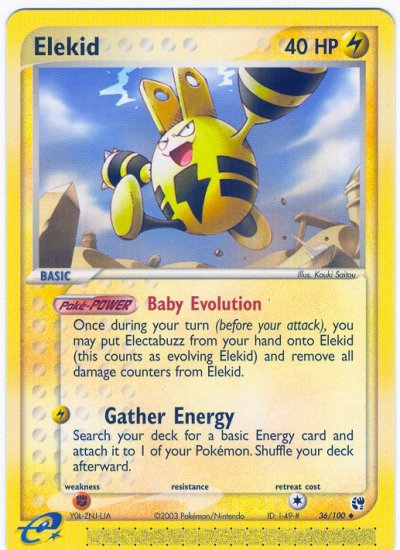 Elekid
40 HP
BASIC
Illus. Kouki Saitou
Poké-POWER Baby Evolution
Once during your turn (before your attack), you
may put Electabuzz from your hand onto Elekid
(this counts as evolving Elekid) and remove all
damage counters from Elekid.
Gather Energy
Search your deck for a basic Energy card and
attach it to 1 of your Pokémon. Shuffle your deck
afterward.
weakness resistance retreat cost
©2003 Pokémon/Nintendo ID: I-49-# 36/100
e